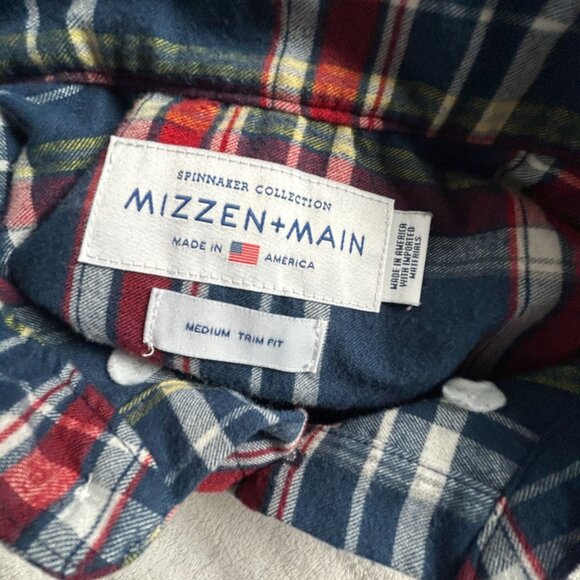 SPINNAKER COLLECTION
MIZZEN+MAIN
MADE IN AMERICA
MADE IN AMERICA
WITH IMPORTED
MATERIALS
MEDIUM TRIM FIT